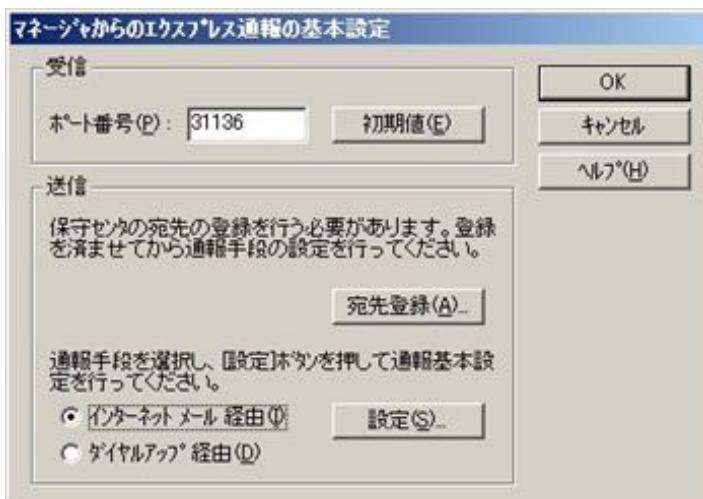 マネージャからのエクスプレス通報の基本設定
受信
ポート番号(P)： 31136 初期値(E)
OK
キャンセル
ヘルプ(H)
送信
保守センタの宛先の登録を行う必要があります。登録
を済ませてから通報手段の設定を行ってください。
宛先登録(A)...
通報手段を選択し、[設定]ボタンを押して通報基本設
定を行ってください。
インターネット メール 経由(I)
設定(S)...
ダイヤルアップ 経由(D)